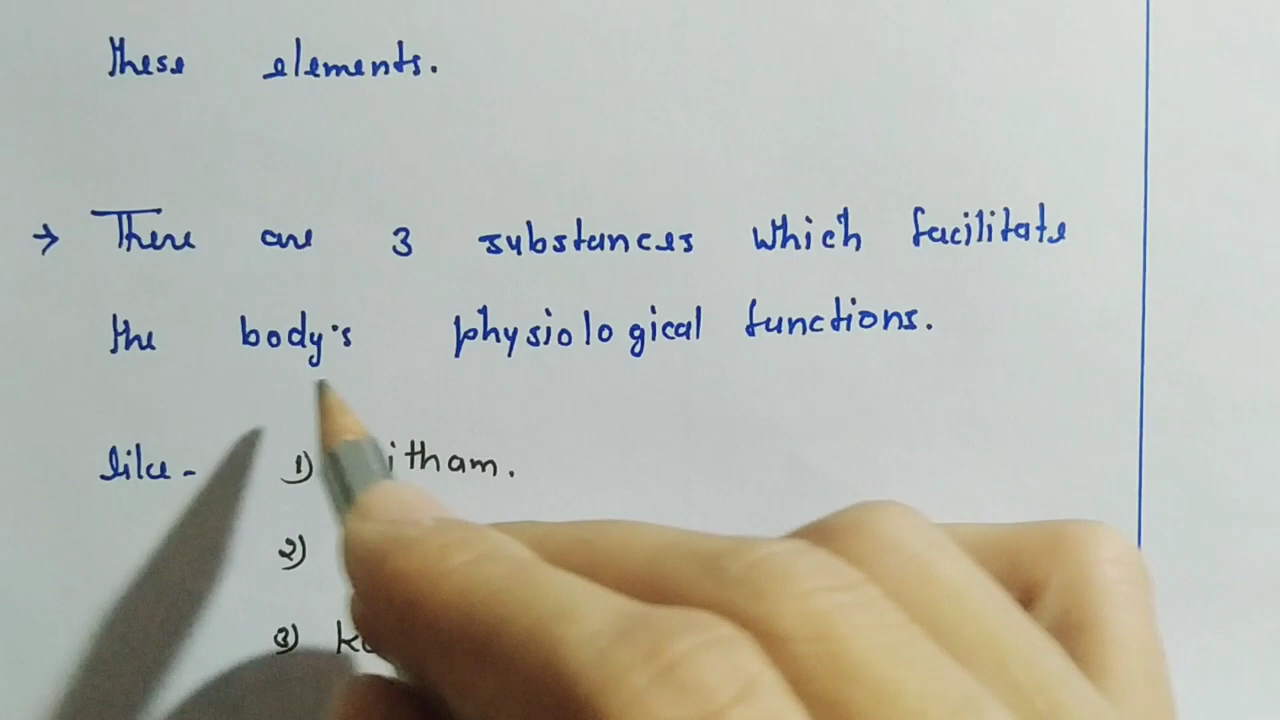 these elements.
→ There are 3 substances which facilitate
the body's physiological functions.
like - 1) itham.
2)
3)